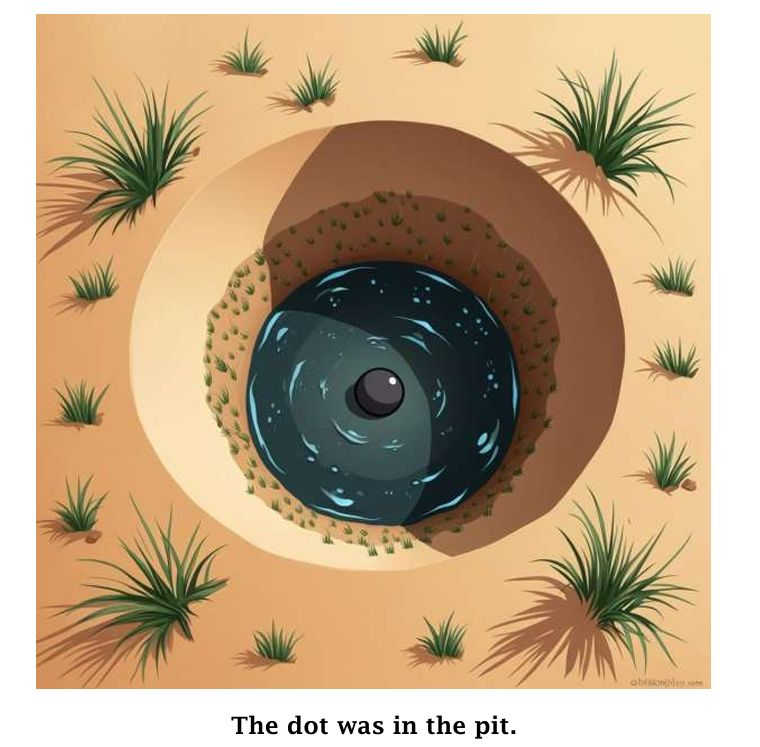 The dot was in the pit.